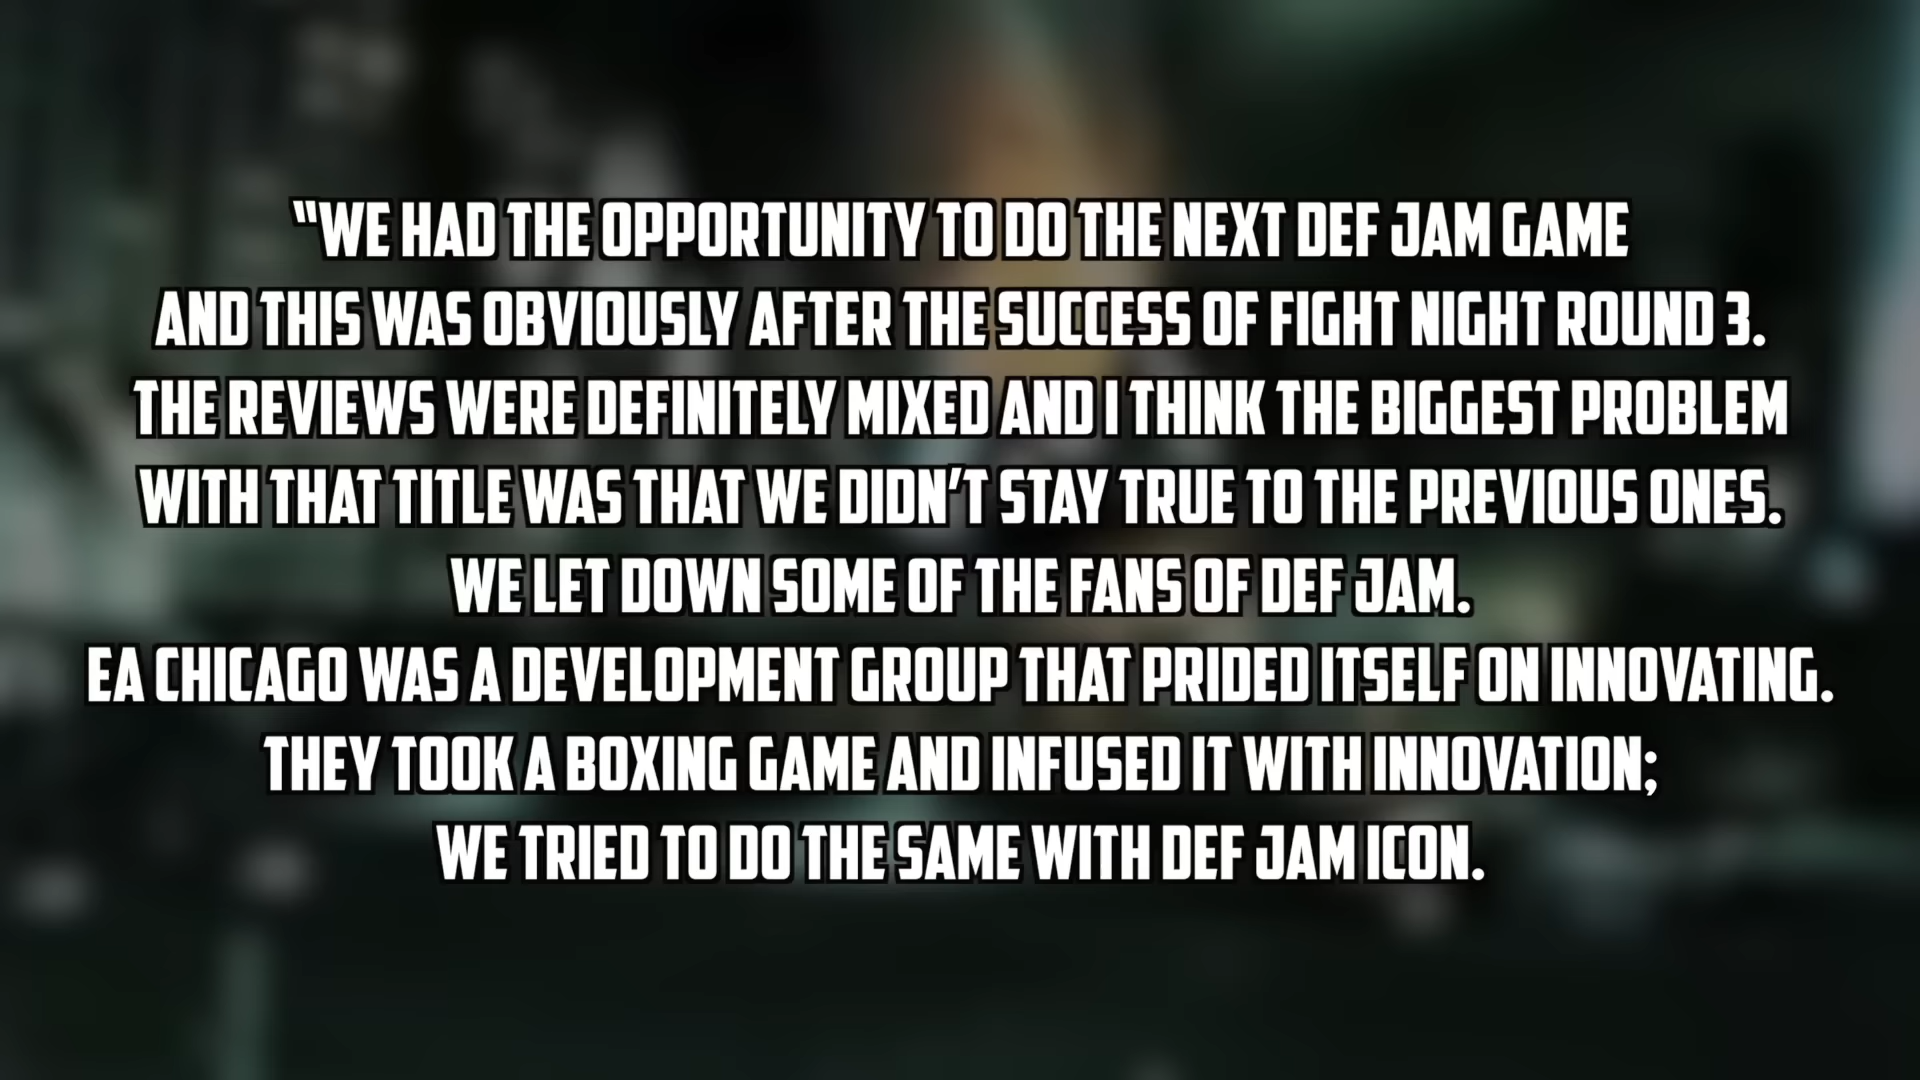 “WE HAD THE OPPORTUNITY TO DO THE NEXT DEF JAM GAME
AND THIS WAS OBVIOUSLY AFTER THE SUCCESS OF FIGHT NIGHT ROUND 3.
THE REVIEWS WERE DEFINITELY MIXED AND I THINK THE BIGGEST PROBLEM
WITH THAT TITLE WAS THAT WE DIDN’T STAY TRUE TO THE PREVIOUS ONES.
WE LET DOWN SOME OF THE FANS OF DEF JAM.
EA CHICAGO WAS A DEVELOPMENT GROUP THAT PRIDED ITSELF ON INNOVATING.
THEY TOOK A BOXING GAME AND INFUSED IT WITH INNOVATION;
WE TRIED TO DO THE SAME WITH DEF JAM ICON.